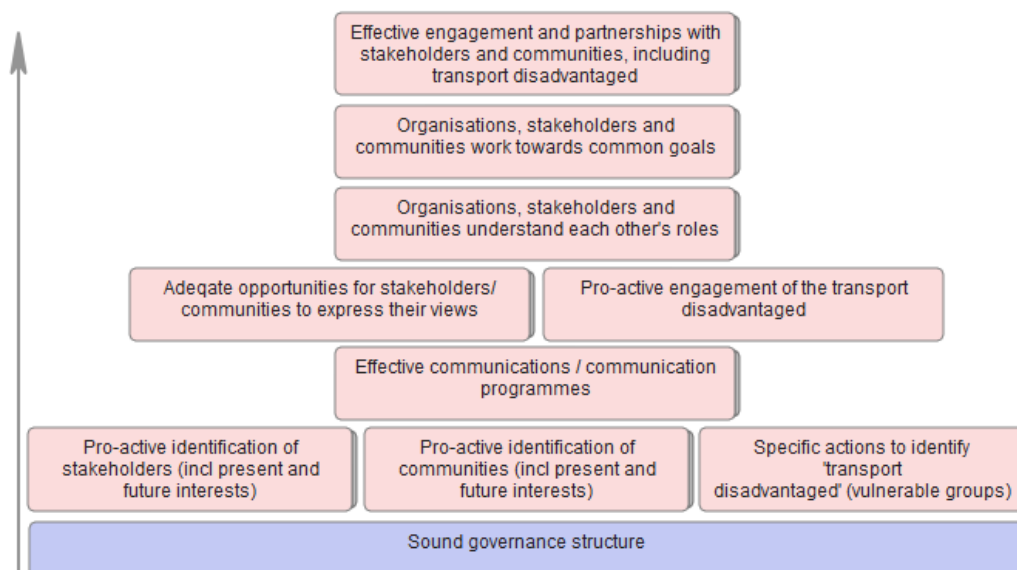 Effective engagement and partnerships with
stakeholders and communities, including
transport disadvantaged
Organisations, stakeholders and
communities work towards common goals
Organisations, stakeholders and
communities understand each other's roles
Adeqate opportunities for stakeholders/
communities to express their views
Pro-active engagement of the transport
disadvantaged
Effective communications / communication
programmes
Pro-active identification of
stakeholders (incl present and
future interests)
Pro-active identification of
communities (incl present and
future interests)
Specific actions to identify
'transport
disadvantaged' (vulnerable groups)
Sound governance structure